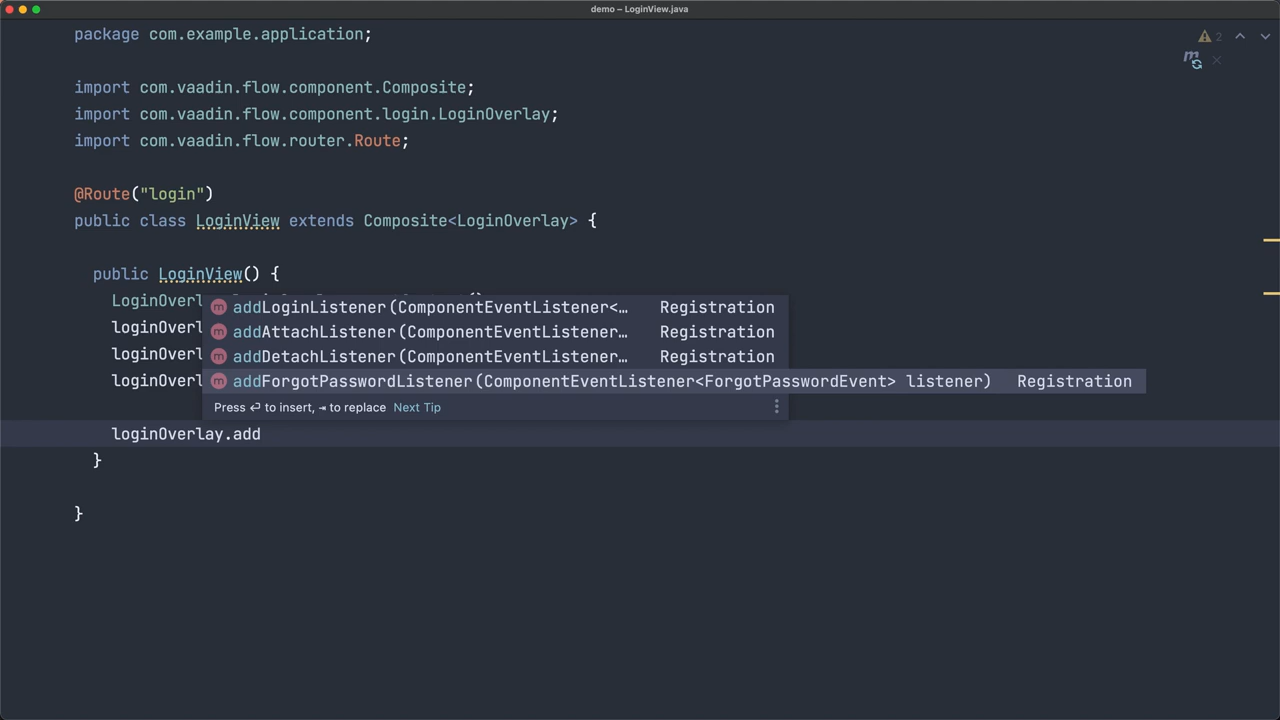 demo – LoginView.java
package com.example.application;
2
import com.vaadin.flow.component.Composite;
import com.vaadin.flow.component.login.LoginOverlay;
import com.vaadin.flow.router.Route;
@Route("login")
public class LoginView extends Composite<LoginOverlay> {
public LoginView() {
LoginOverl
loginOverl
loginOverl
loginOverl
addLoginListener(ComponentEventListener<… Registration
addAttachListener(ComponentEventListener… Registration
addDetachListener(ComponentEventListener… Registration
addForgotPasswordListener(ComponentEventListener<ForgotPasswordEvent> listener) Registration
Press ⏎ to insert, ⇥ to replace Next Tip
loginOverlay.add
}
}